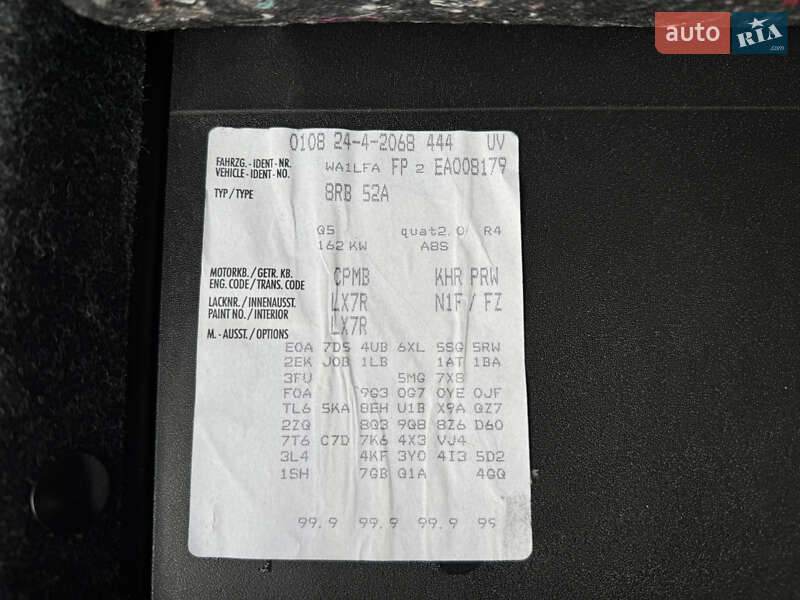 auto RIA
0108 24-4-2068 444 UV
FAHRZG.-IDENT-NR. WA1LFA FP 2 EA008179
VEHICLE-IDENT-NO.
TYP/TYPE 8RB 52A
Q5 quat2.0/ R4
162 KW A8S
MOTORKB./GETR. KB. CPMB KHR PRW
ENG. CODE/TRANS. CODE
LACKNR./INNENAUSST. LX7R N1F / FZ
PAINT NO./INTERIOR LX7R
M.-AUSST./OPTIONS
E0A 7D5 4UB 6XL 5SG 5RW
2EK J0B 1LB 1AT 1BA
3FU 5MG 7X8
F0A 9G3 0G7 0YE 0JF
TL6 5KA 8EH U1B X9A QZ7
2ZQ 8Q3 9Q8 8Z6 D60
7T6 C7D 7K6 4X3 VJ4
3L4 4KF 3Y0 4I3 5D2
1SH 7GB Q1A 4GQ
99.9 99.9 99.9 99